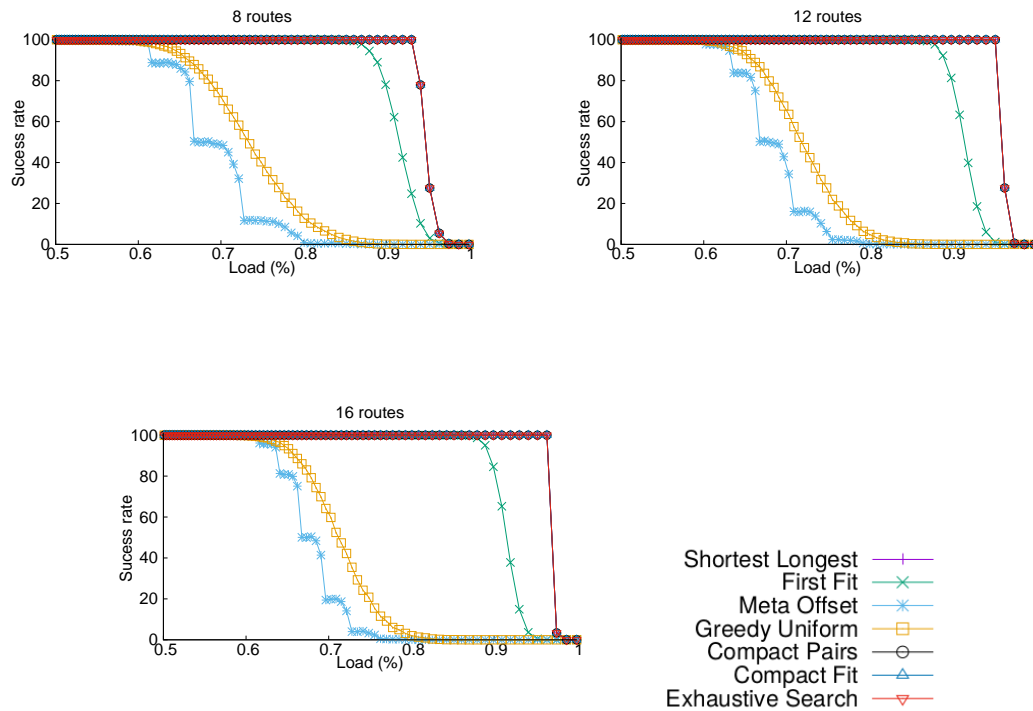 8 routes
100
80
60
40
20
0
Sucess rate
0.5 0.6 0.7 0.8 0.9 1
Load (%)
12 routes
100
80
60
40
20
0
Sucess rate
0.5 0.6 0.7 0.8 0.9
Load (%)
16 routes
100
80
60
40
20
0
Sucess rate
0.5 0.6 0.7 0.8 0.9 1
Load (%)
Shortest Longest
First Fit
Meta Offset
Greedy Uniform
Compact Pairs
Compact Fit
Exhaustive Search